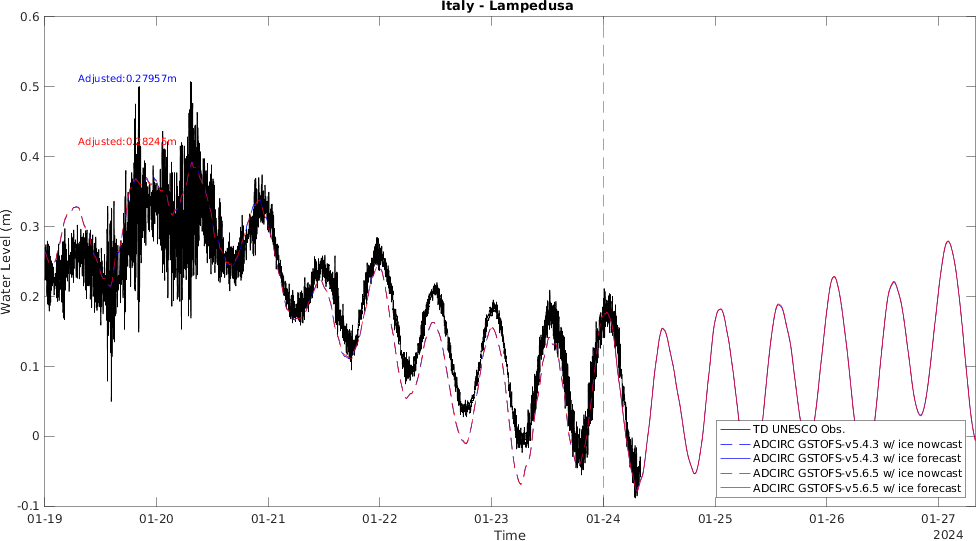 Italy - Lampedusa
0.6
0.5
0.4
0.3
0.2
0.1
0
-0.1
Water Level (m)
Adjusted:0.27957m
Adjusted:0.28246m
TD UNESCO Obs.
ADCIRC GSTOFS-v5.4.3 w/ ice nowcast
ADCIRC GSTOFS-v5.4.3 w/ ice forecast
ADCIRC GSTOFS-v5.6.5 w/ ice nowcast
ADCIRC GSTOFS-v5.6.5 w/ ice forecast
01-19 01-20 01-21 01-22 01-23 01-24 01-25 01-26 01-27
Time
2024